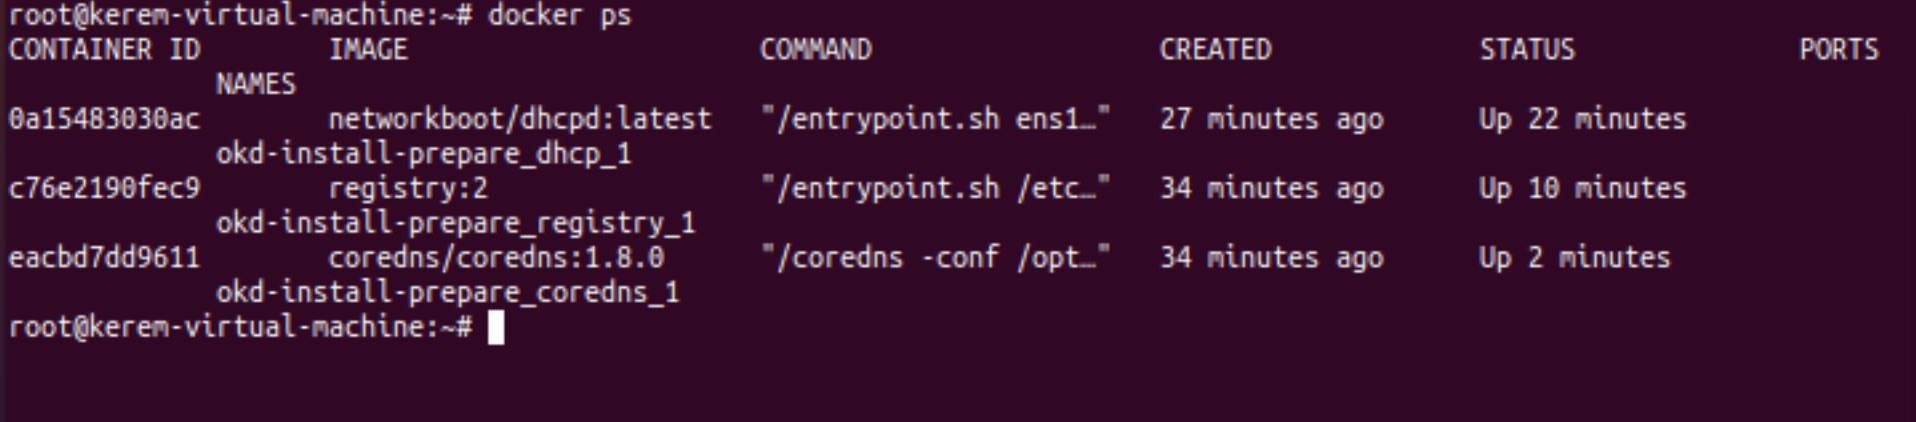 root@kerem-virtual-machine:~# docker ps
CONTAINER ID        IMAGE                      COMMAND                  CREATED             STATUS              PORTS
             NAMES
0a15483030ac        networkboot/dhcpd:latest   "/entrypoint.sh ens1…"   27 minutes ago      Up 22 minutes
             okd-install-prepare_dhcp_1
c76e2190fec9        registry:2                 "/entrypoint.sh /etc…"   34 minutes ago      Up 10 minutes
             okd-install-prepare_registry_1
eacbd7dd9611        coredns/coredns:1.8.0      "/coredns -conf /opt…"   34 minutes ago      Up 2 minutes
             okd-install-prepare_coredns_1
root@kerem-virtual-machine:~#